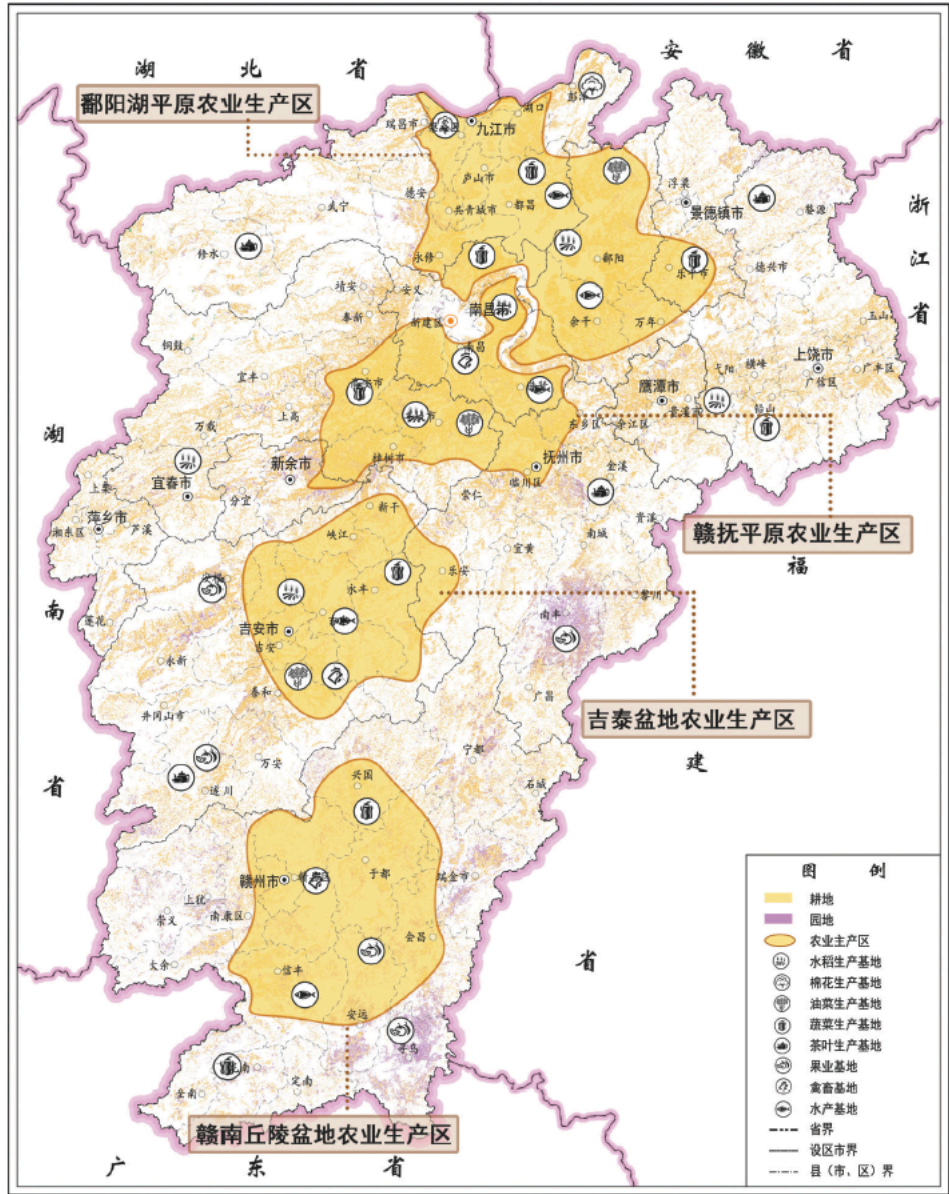 湖北省
安徽省
浙江省
湖南省
福建省
广东省
鄱阳湖平原农业生产区
赣抚平原农业生产区
吉泰盆地农业生产区
赣南丘陵盆地农业生产区
彭泽
湖口
瑞昌市
九江市
庐山市
德安
共青城市
都昌
浮梁
景德镇市
婺源
武宁
修水
永修
鄱阳
乐平市
德兴市
靖安
安义
南昌市
新建区
奉新
余干
万年
玉山
铜鼓
南昌
宜丰
弋阳
横峰
上饶市
广信区
广丰区
鹰潭市
贵溪市
铅山
上高
万载
东乡区
余江区
樟树市
抚州市
临川区
金溪
新余市
宜春市
上栗
分宜
萍乡市
湘东区
芦溪
崇仁
资溪
新干
峡江
宜黄
南城
乐安
永丰
黎川
南丰
莲花
吉安市
吉安
永新
泰和
广昌
井冈山市
万安
宁都
遂川
兴国
石城
赣州市
于都
瑞金市
上犹
崇义
南康区
会昌
大余
信丰
安远
寻乌
定南
全南
图例
耕地
园地
农业主产区
水稻生产基地
棉花生产基地
油菜生产基地
蔬菜生产基地
茶叶生产基地
果业基地
禽畜基地
水产基地
省界
设区市界
县（市、区）界